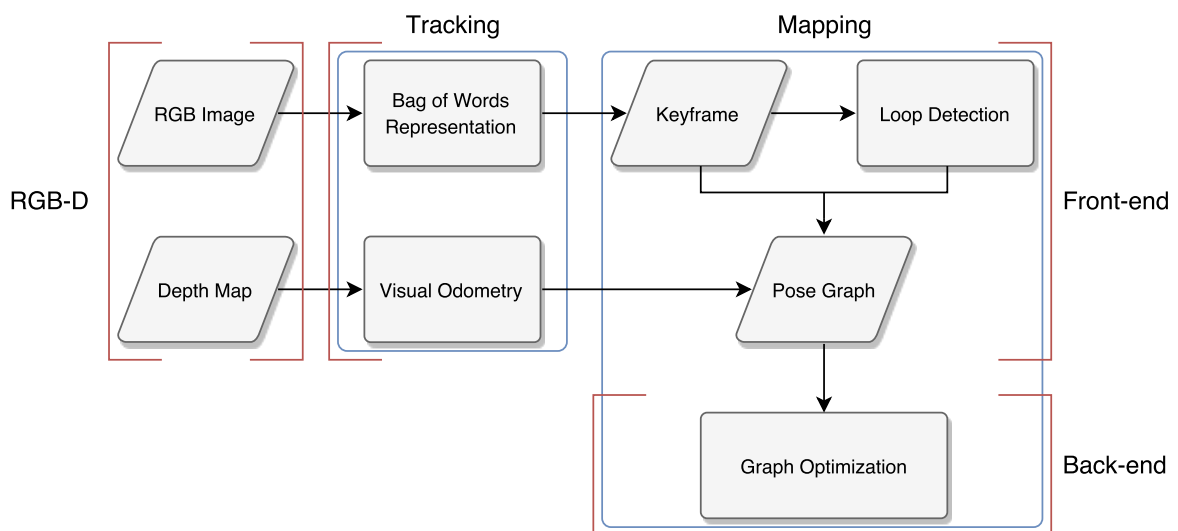 Tracking
Mapping
RGB Image
Bag of Words
Representation
Keyframe
Loop Detection
RGB-D
Front-end
Depth Map
Visual Odometry
Pose Graph
Graph Optimization
Back-end